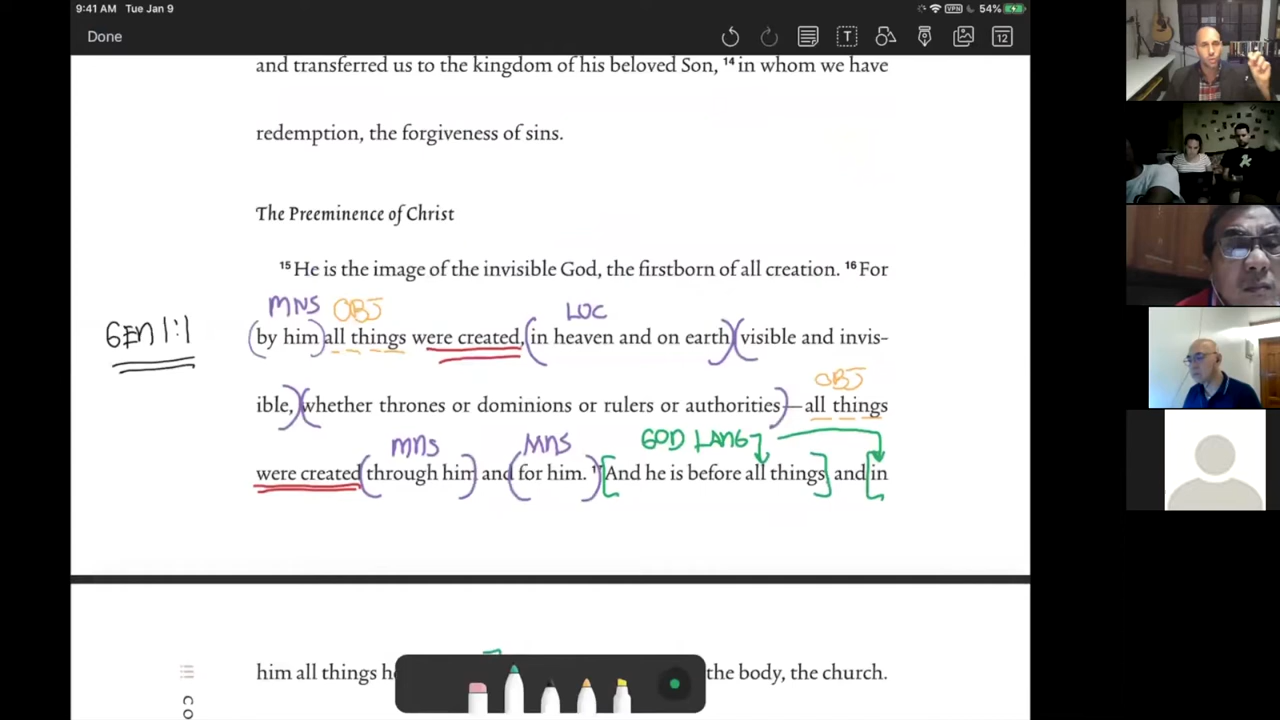 9:41 AM Tue Jan 9
VPN 54%
Done
T
12
and transferred us to the kingdom of his beloved Son, 14 in whom we have
redemption, the forgiveness of sins.
The Preeminence of Christ
15 He is the image of the invisible God, the firstborn of all creation. 16 For
MNS OBJ LOC
GEN 1:1
by him all things were created, in heaven and on earth, visible and invis-
OBJ
ible, whether thrones or dominions or rulers or authorities—all things
MNS MNS GOD LANG
were created through him and for him. 17 And he is before all things, and in
him all things the body, the church.
CO